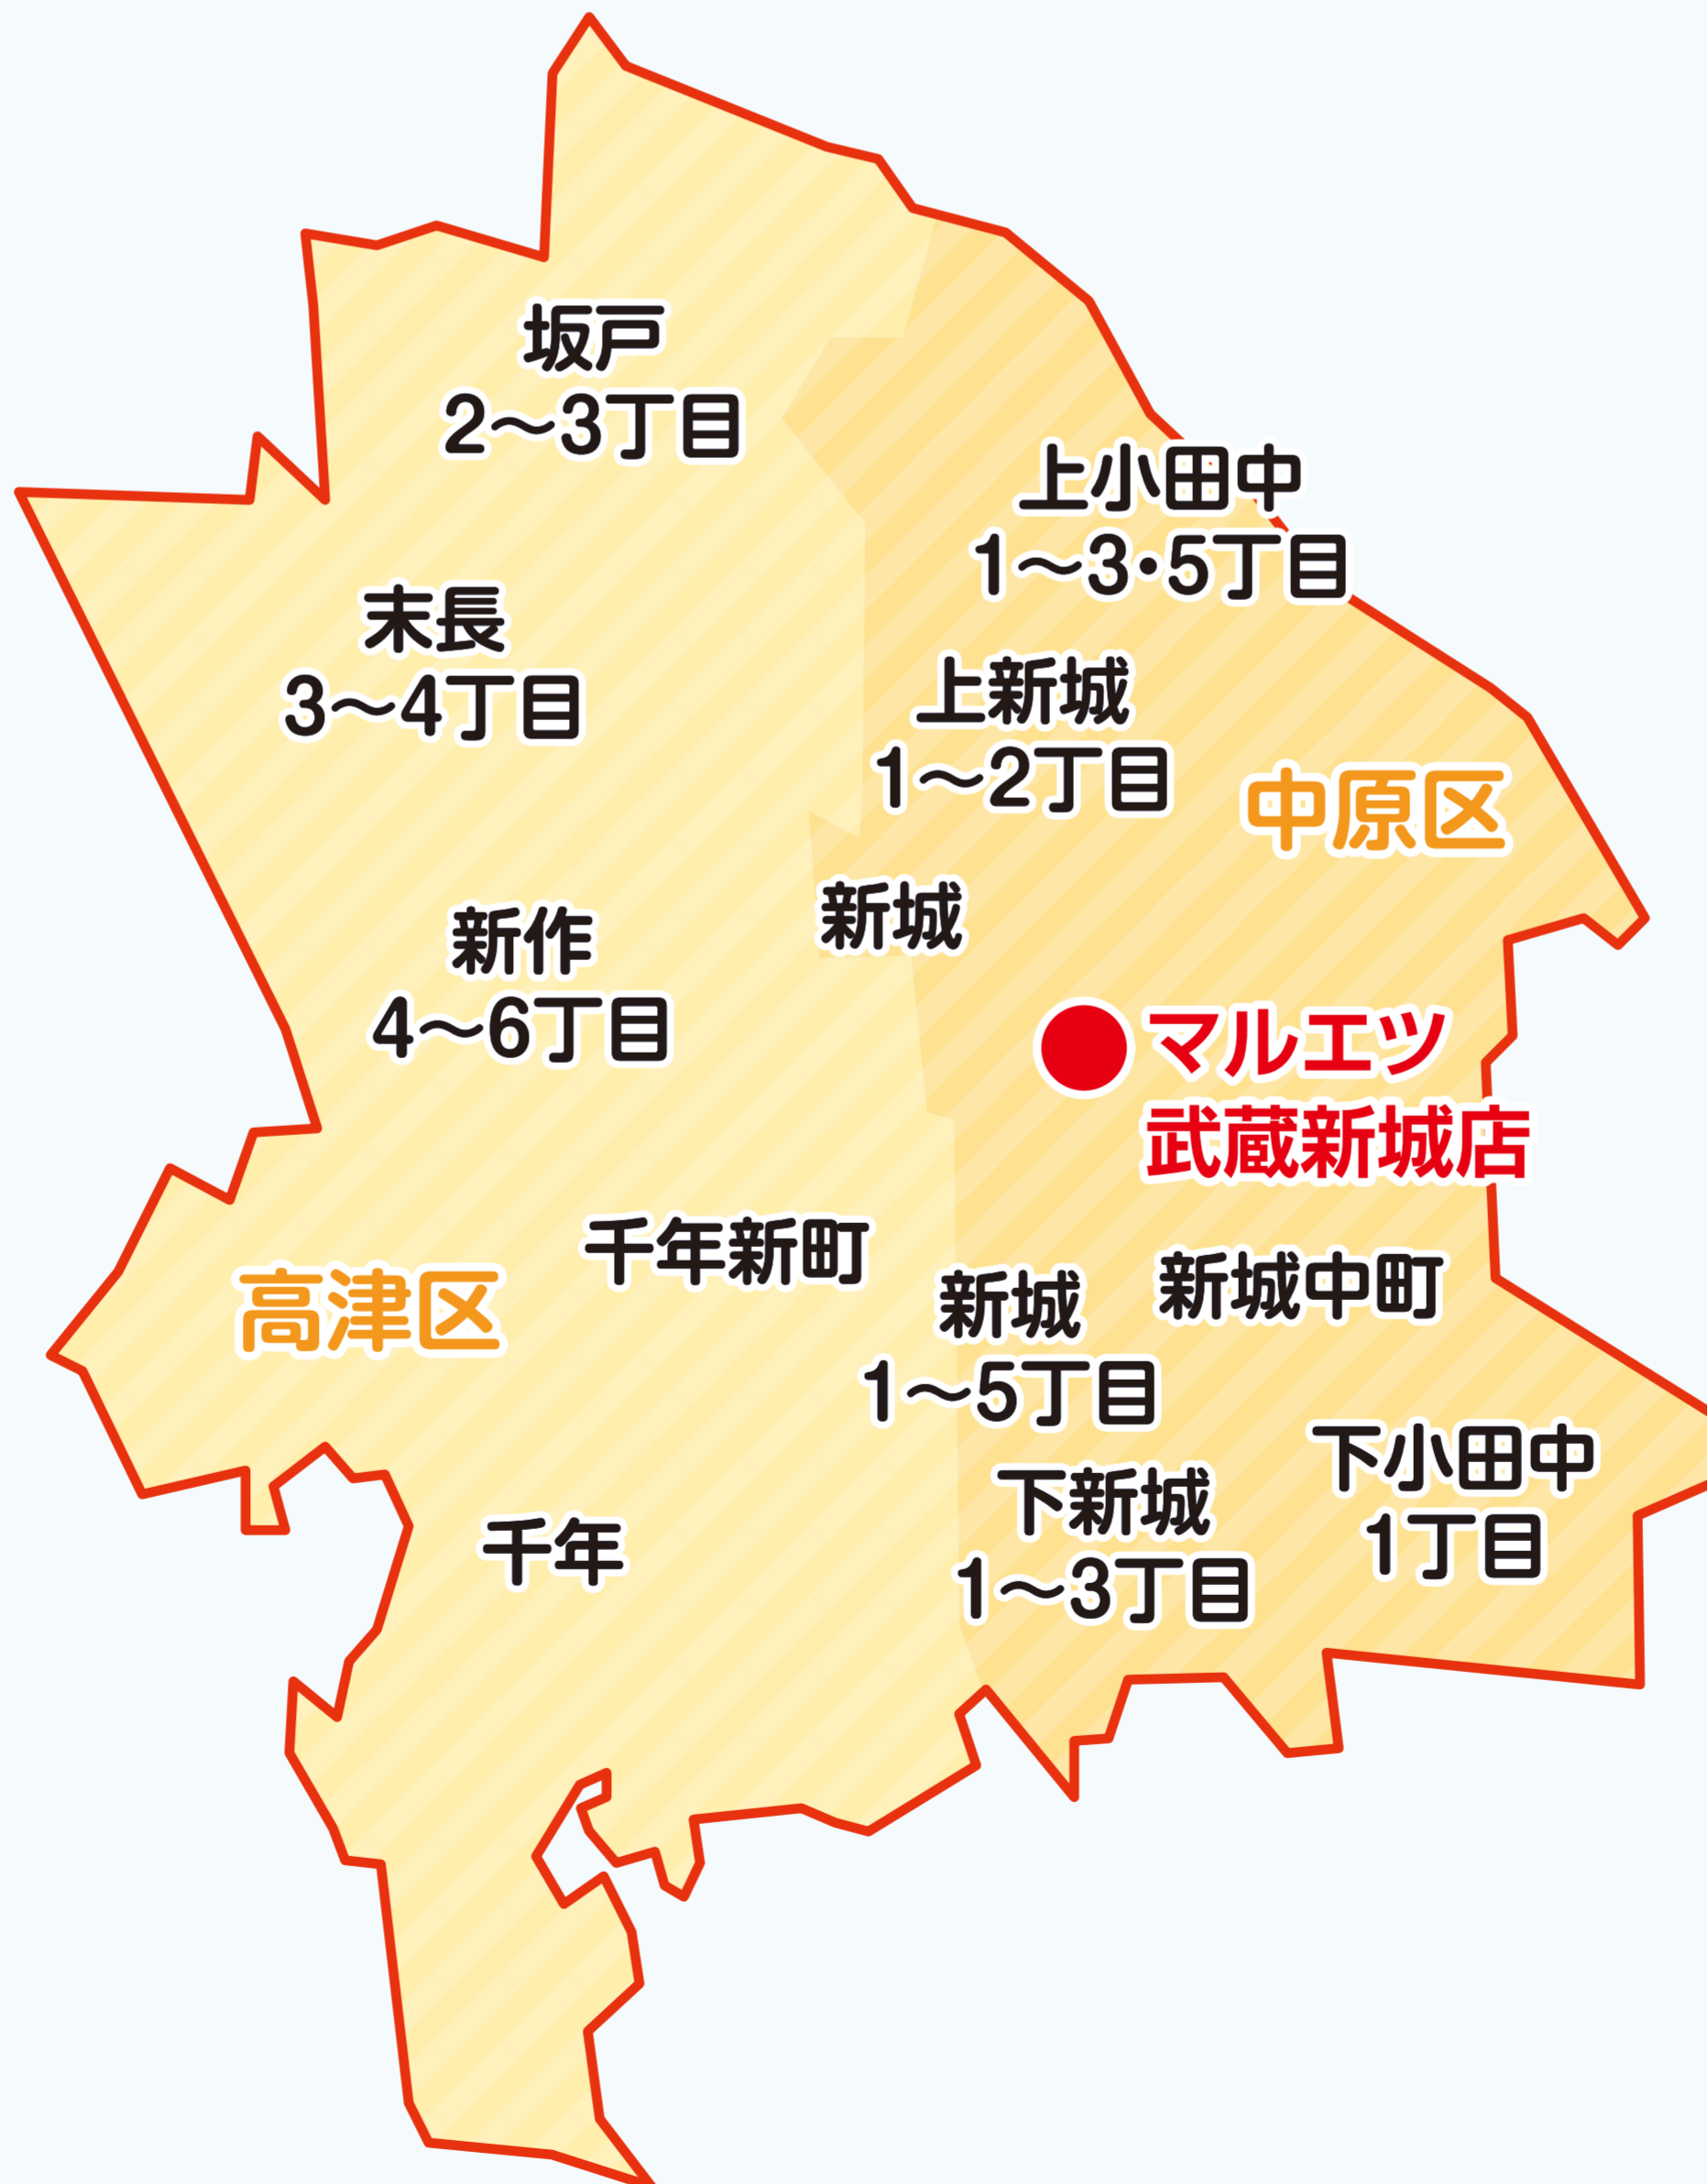 坂戸
2〜3丁目
上小田中
1〜3・5丁目
末長
3〜4丁目
上新城
1〜2丁目
中原区
新城
新作
4〜6丁目
マルエツ
武蔵新城店
千年新町
高津区
新城
1〜5丁目
新城中町
下小田中
1丁目
下新城
1〜3丁目
千年